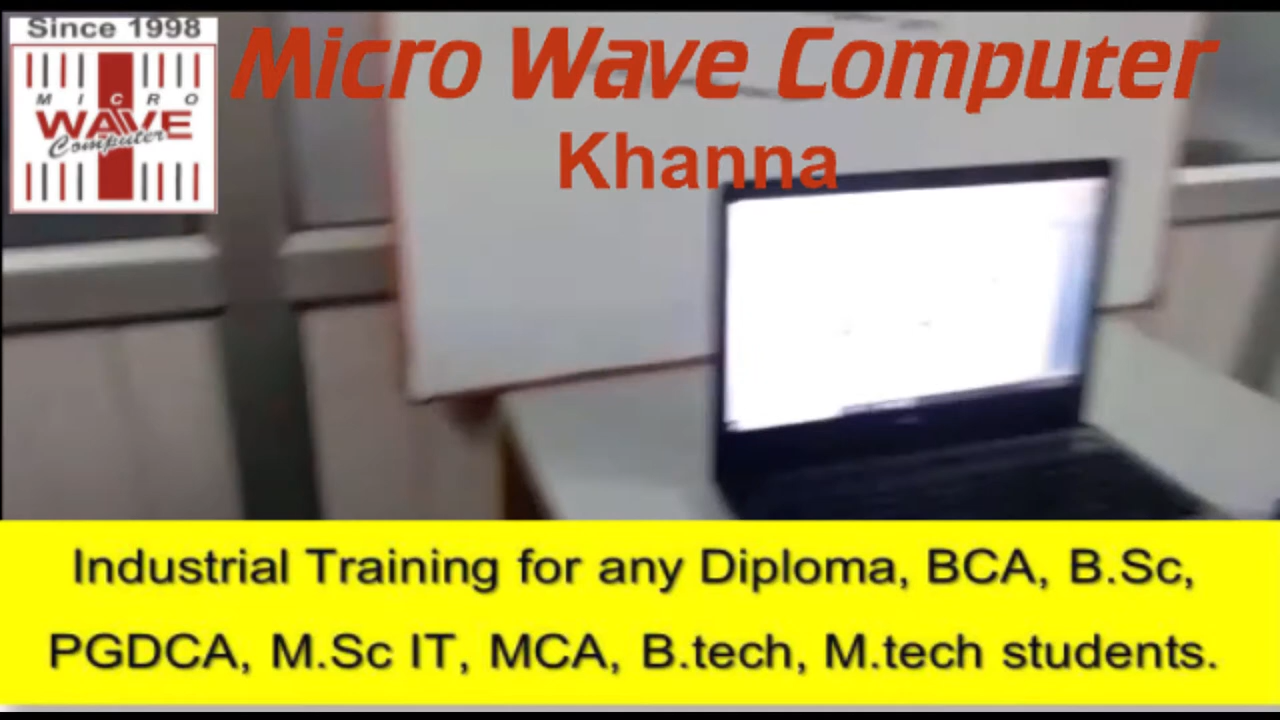 Since 1998
MICRO
WAVE
Computer
Micro Wave Computer
Khanna
Industrial Training for any Diploma, BCA, B.Sc,
PGDCA, M.Sc IT, MCA, B.tech, M.tech students.